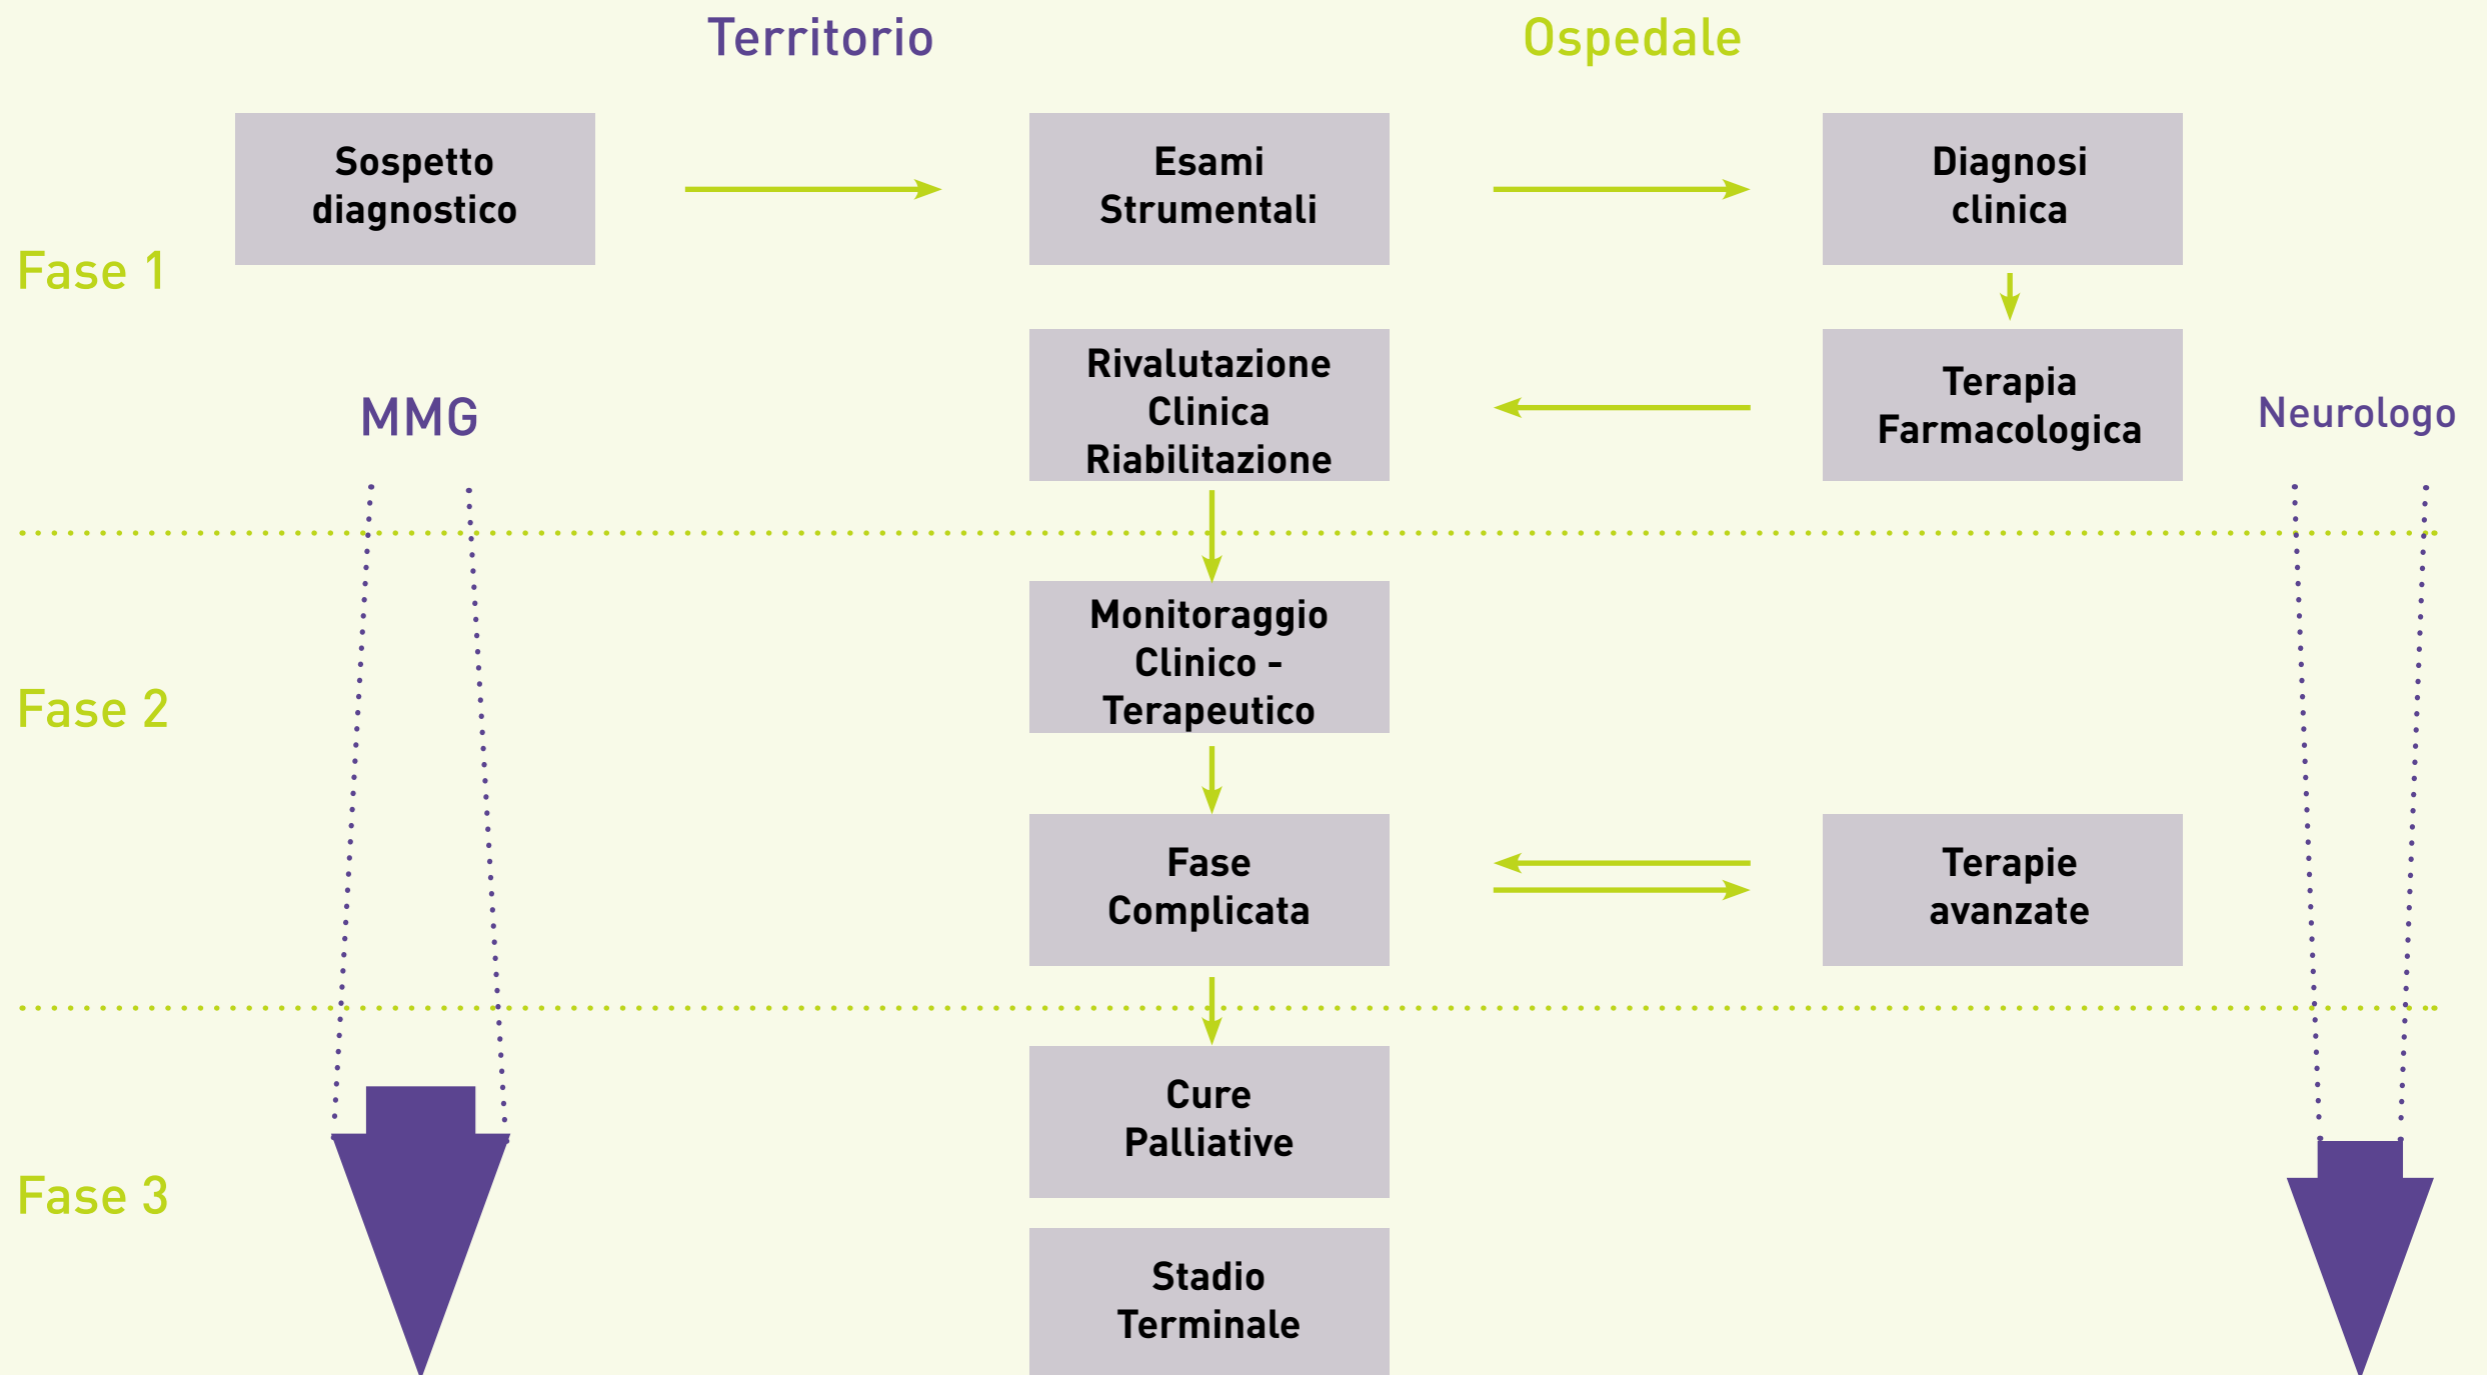 Territorio
Ospedale
Sospetto
diagnostico
Esami
Strumentali
Diagnosi
clinica
Fase 1
Rivalutazione
Clinica
Riabilitazione
Terapia
Farmacologica
MMG
Neurologo
Monitoraggio
Clinico -
Terapeutico
Fase 2
Fase
Complicata
Terapie
avanzate
Cure
Palliative
Fase 3
Stadio
Terminale